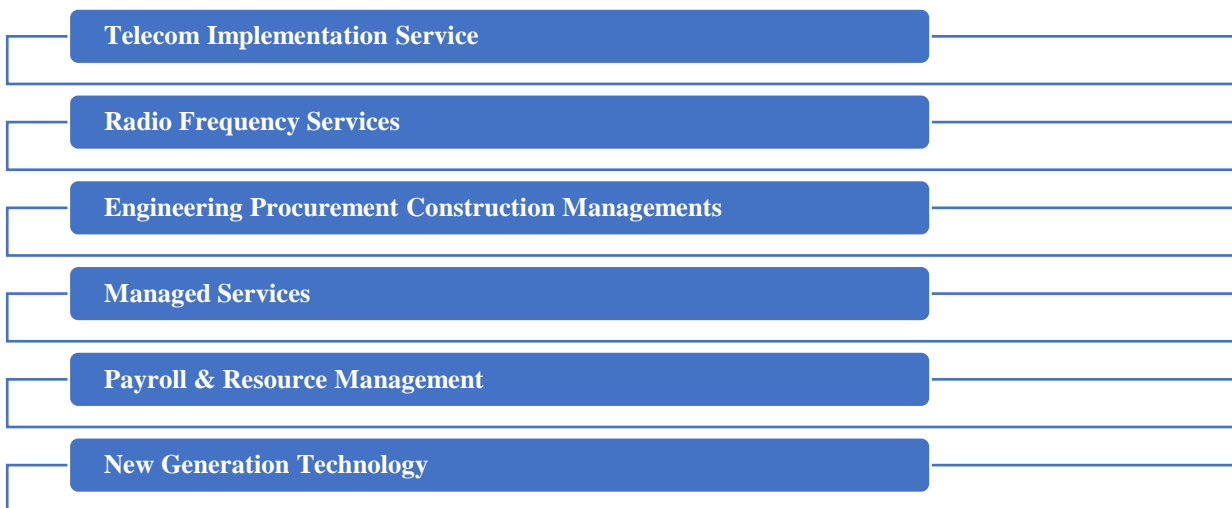 Telecom Implementation Service
Radio Frequency Services
Engineering Procurement Construction Managements
Managed Services
Payroll & Resource Management
New Generation Technology